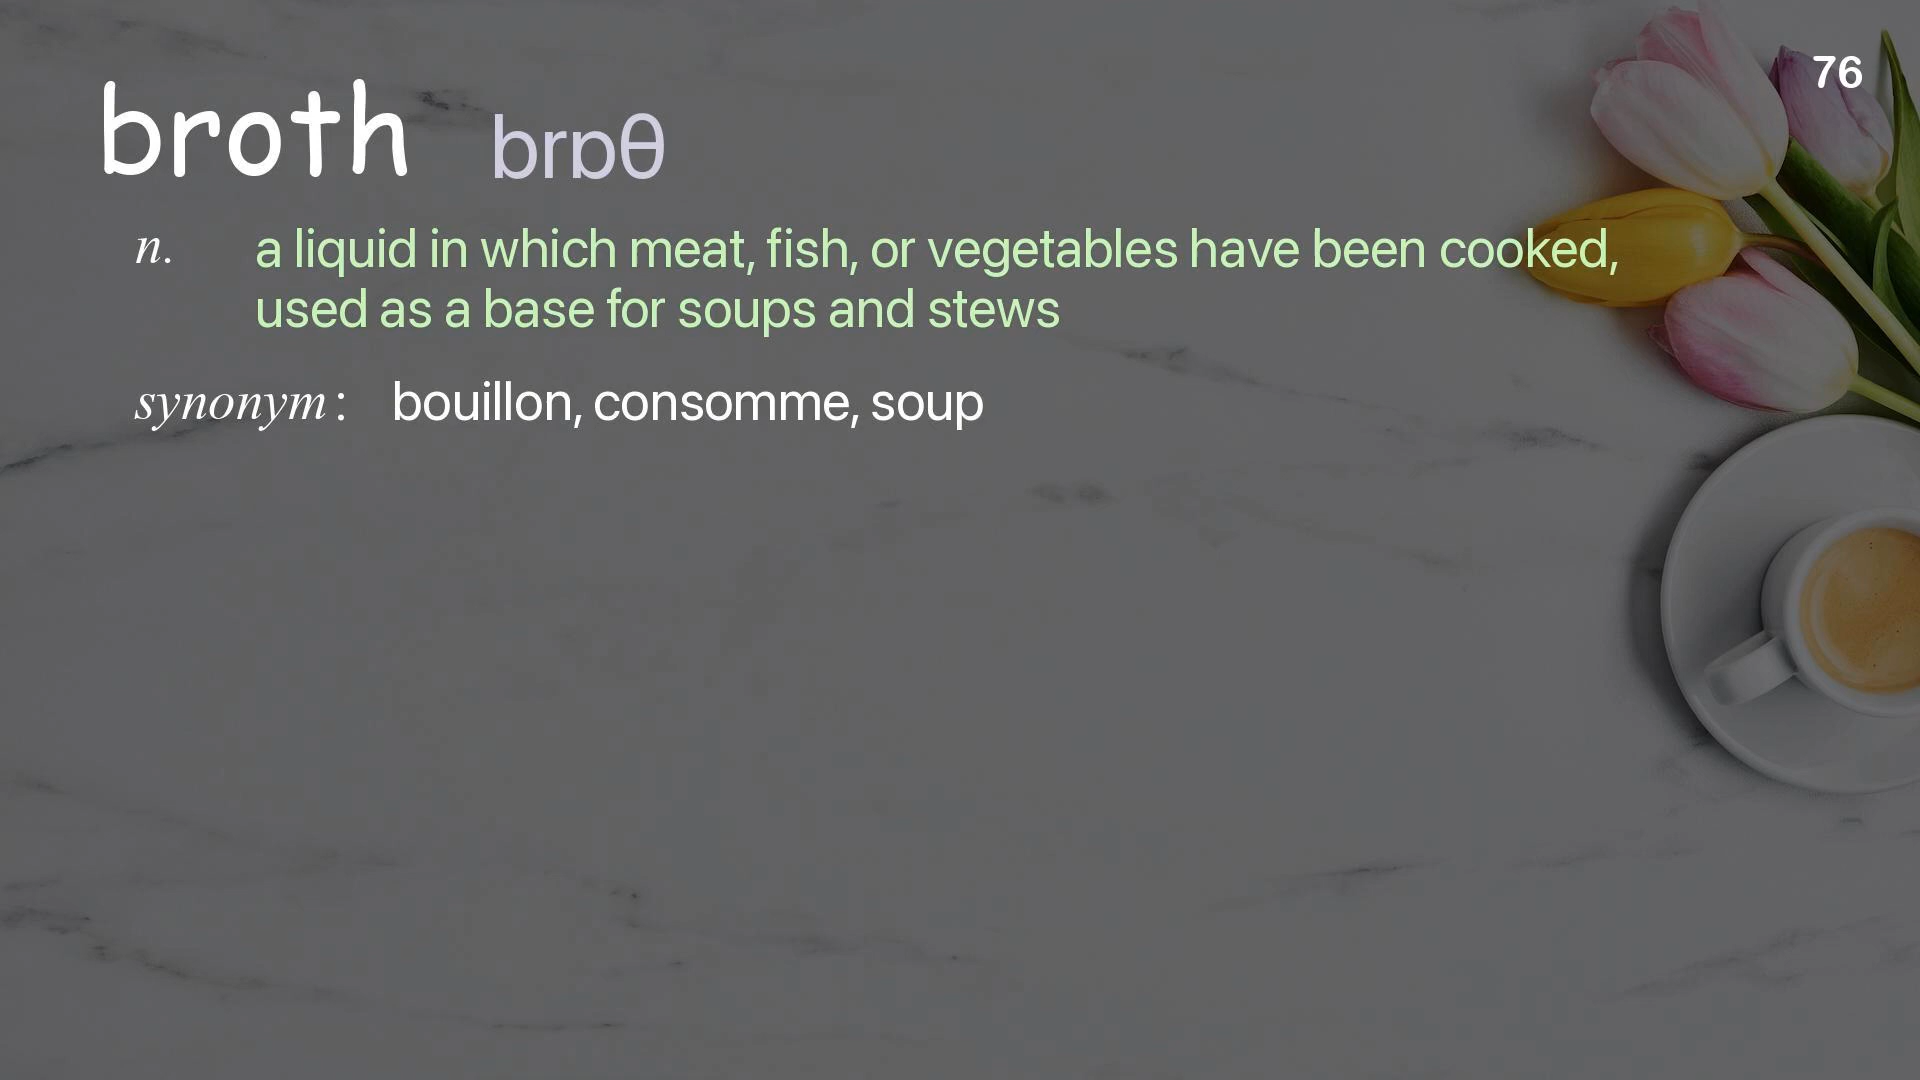 76
broth brɒθ
n. a liquid in which meat, fish, or vegetables have been cooked,
used as a base for soups and stews
synonym : bouillon, consomme, soup